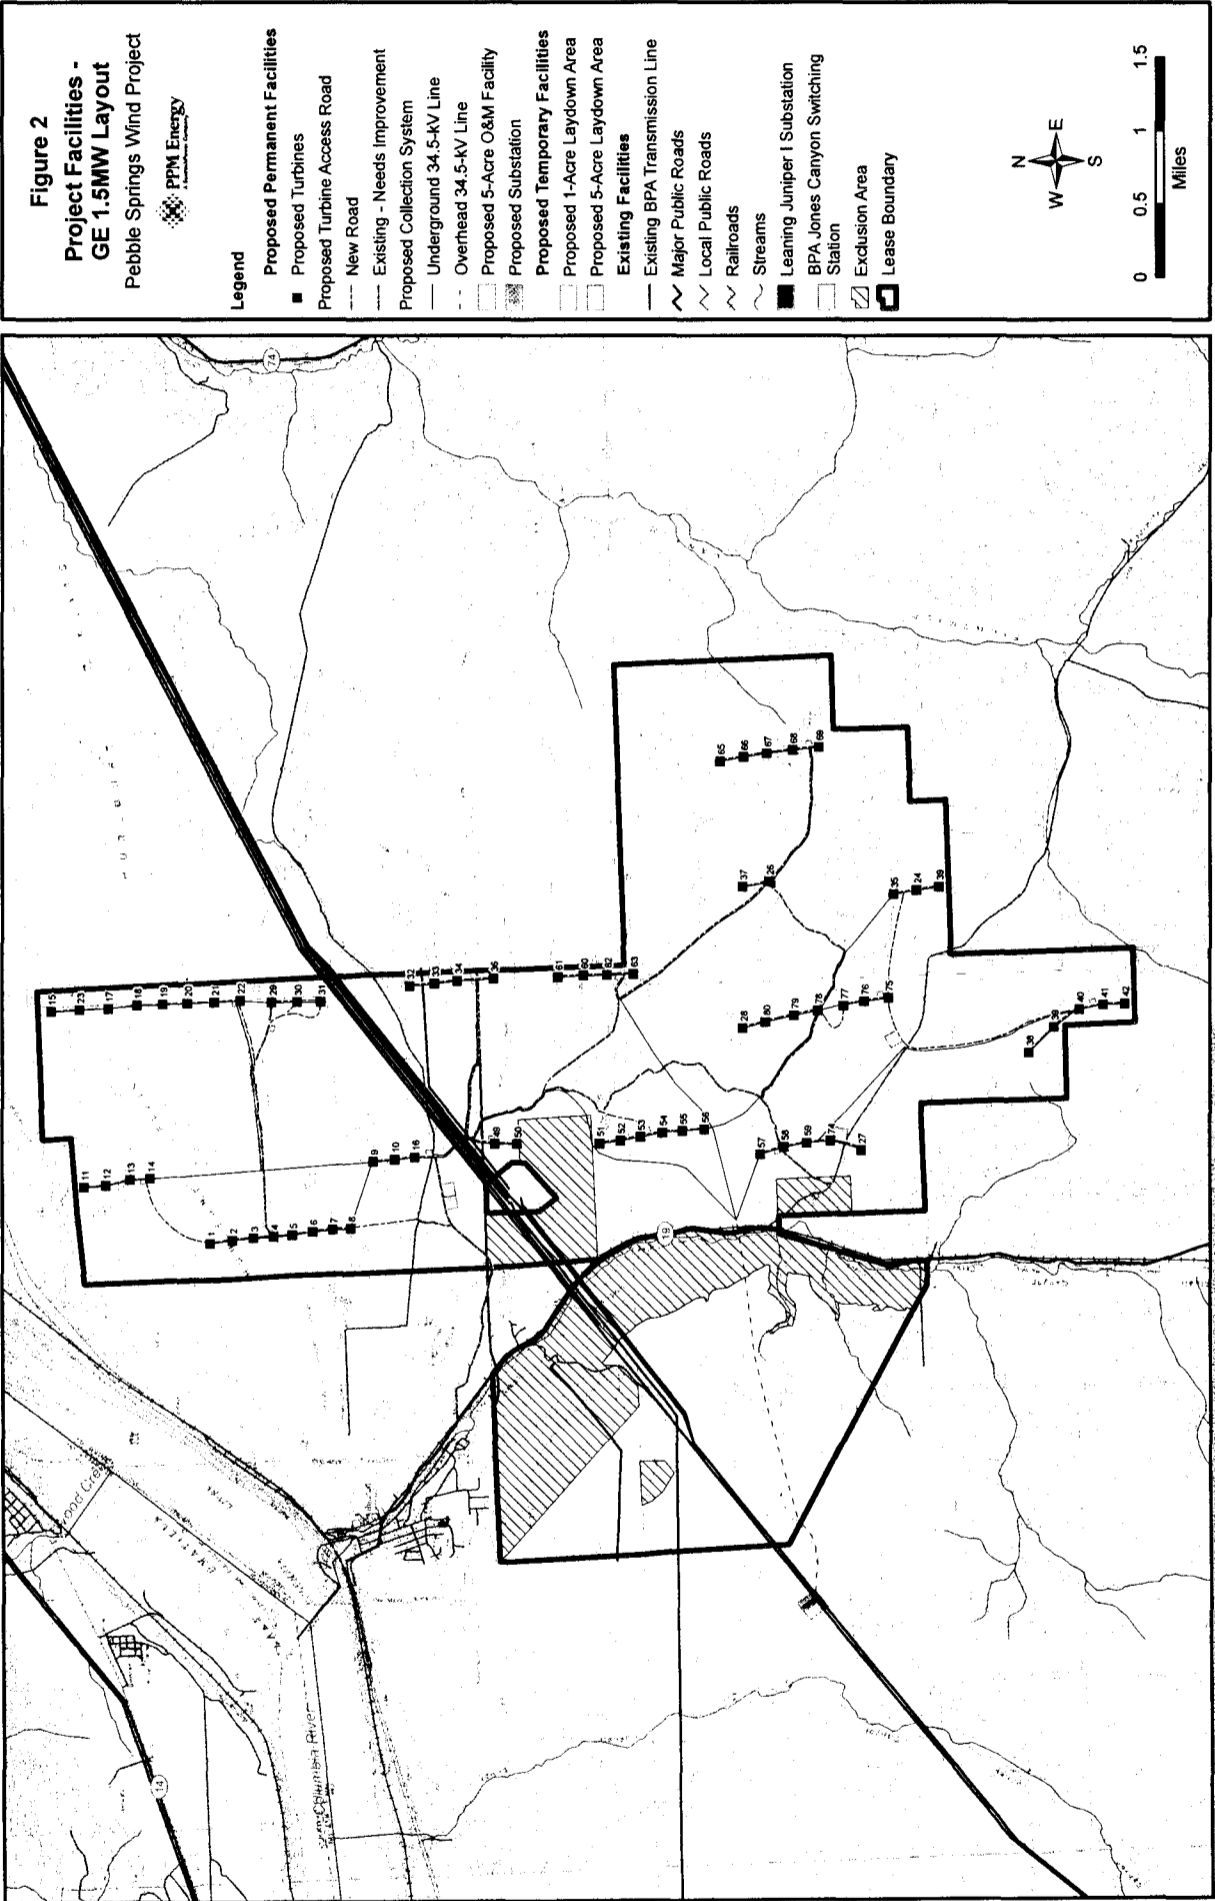 Figure 2
Project Facilities -
GE 1.5MW Layout
Pebble Springs Wind Project
PPM Energy
Legend
Proposed Permanent Facilities
Proposed Turbines
Proposed Turbine Access Road
New Road
Existing - Needs Improvement
Proposed Collection System
Underground 34.5-kV Line
Overhead 34.5-kV Line
Proposed 5-Acre O&M Facility
Proposed Substation
Proposed Temporary Facilities
Proposed 1-Acre Laydown Area
Proposed 5-Acre Laydown Area
Existing Facilities
Existing BPA Transmission Line
Major Public Roads
Local Public Roads
Railroads
Streams
Leaning Juniper I Substation
BPA Jones Canyon Switching
Station
Exclusion Area
Lease Boundary
N
W E
S
0 0.5 1 1.5
Miles
74
14
19
Columbia River
15
23
17
18
19
20
21
22
29
30
31
11
12
13
14
1
2
3
4
5
6
7
8
9
10
16
32
33
34
36
61
60
62
63
49
50
51
52
53
54
55
56
57
58
59
74
27
28
80
79
78
77
76
75
37
26
65
66
67
68
69
35
24
39
38
39
40
41
42